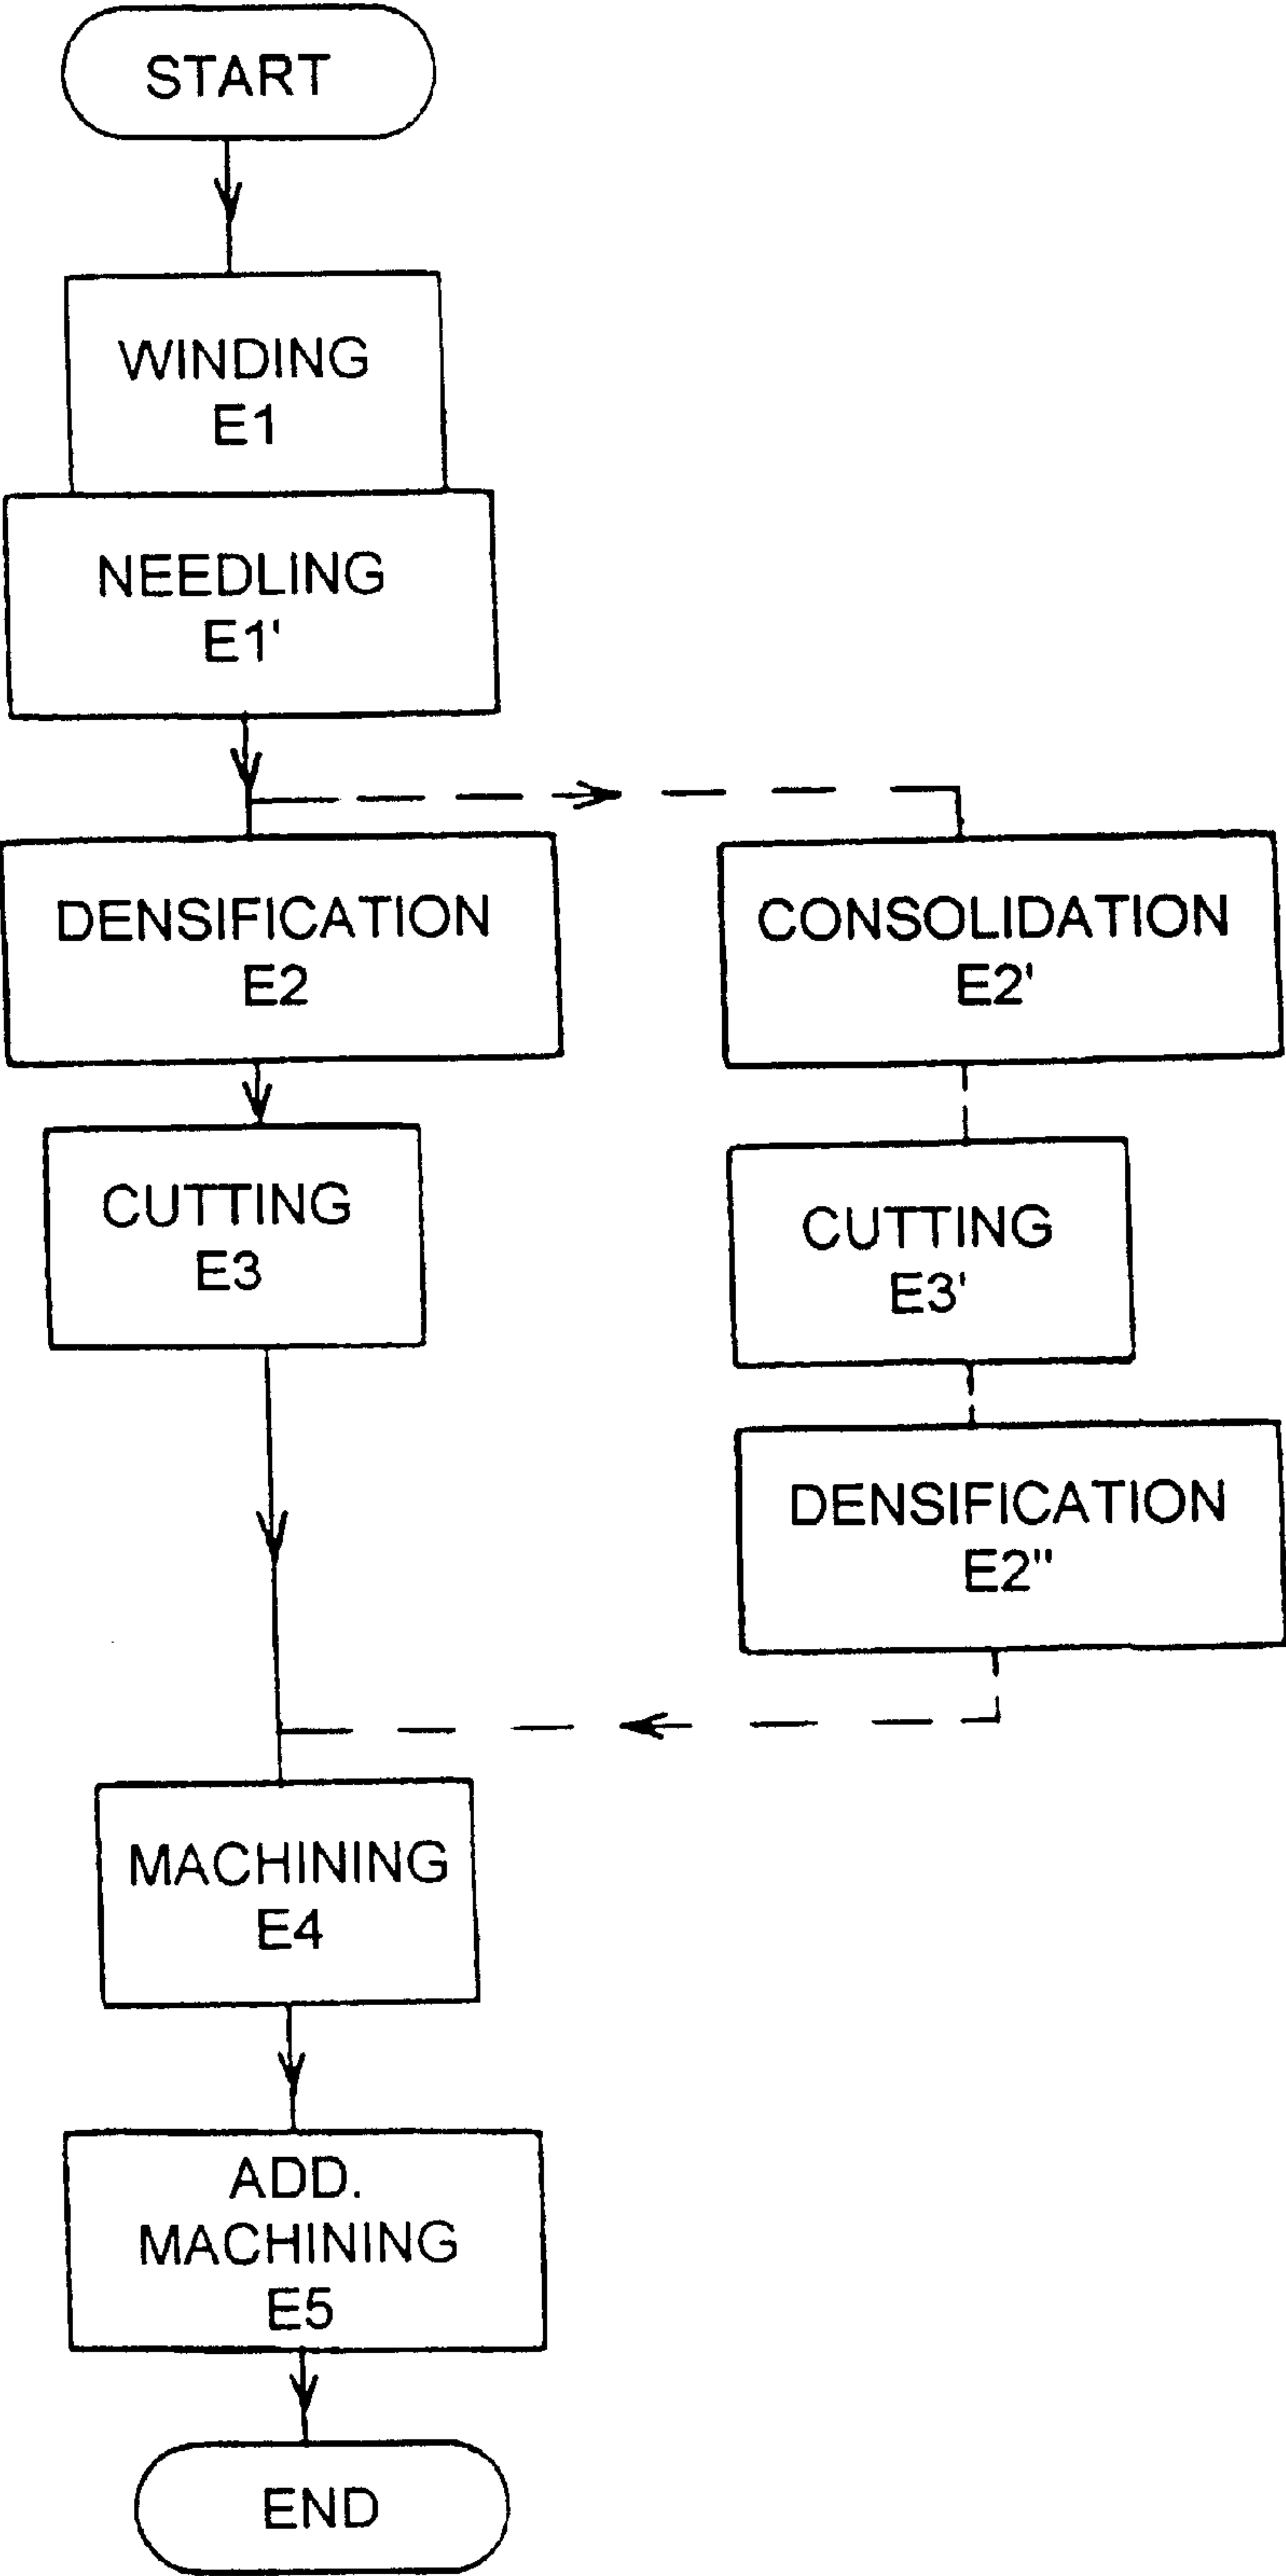 START
WINDING
E1
NEEDLING
E1'
DENSIFICATION
E2
CONSOLIDATION
E2'
CUTTING
E3
CUTTING
E3'
DENSIFICATION
E2"
MACHINING
E4
ADD.
MACHINING
E5
END